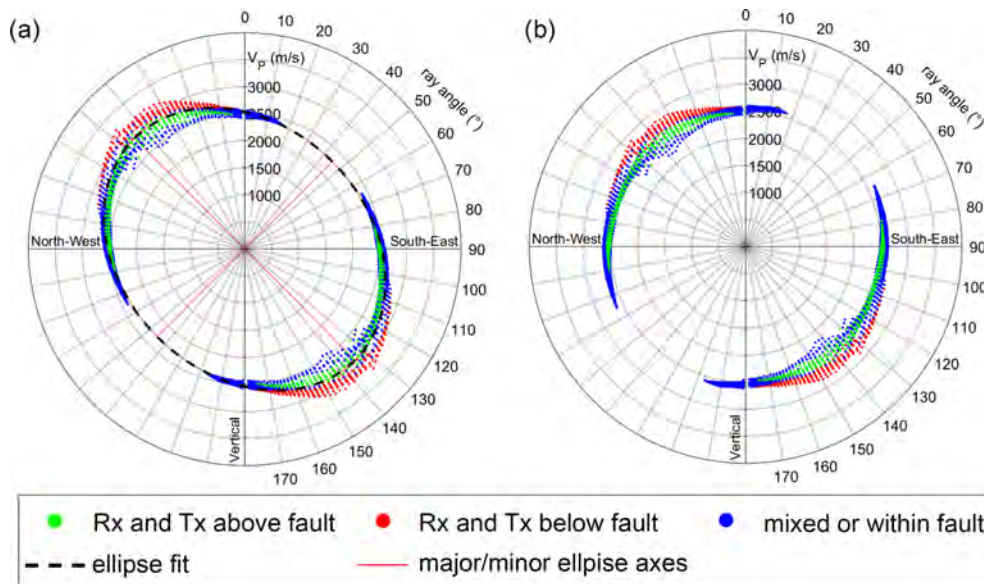 (a)
0
10
20
30
40
50
60
70
80
90
100
110
120
130
140
150
160
170
ray angle (°)
VP (m/s)
3000
2500
2000
1500
1000
North-West
South-East
Vertical
(b)
0
10
20
30
40
50
60
70
80
90
100
110
120
130
140
150
160
170
ray angle (°)
VP (m/s)
3000
2500
2000
1500
1000
North-West
South-East
Vertical
Rx and Tx above fault
Rx and Tx below fault
mixed or within fault
ellipse fit
major/minor ellpise axes